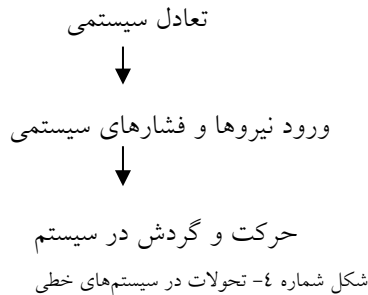 تعادل سیستمی
ورود نیروها و فشارهای سیستمی
حرکت و گردش در سیستم
شکل شماره ٤- تحولات در سیستم‌های خطی